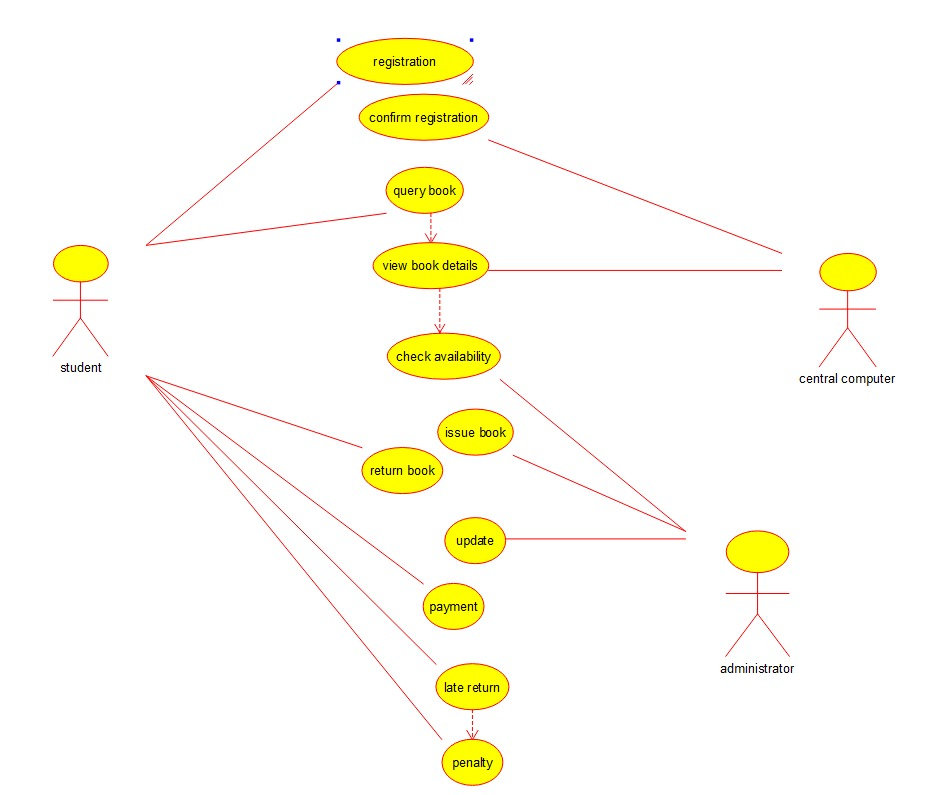 registration
confirm registration
query book
view book details
student
central computer
check availability
issue book
return book
update
payment
administrator
late return
penalty